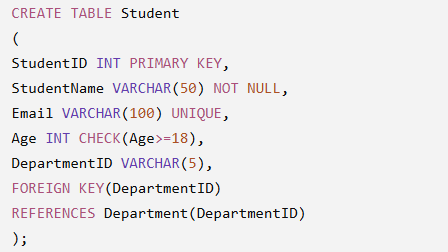 CREATE TABLE Student
(
StudentID INT PRIMARY KEY,
StudentName VARCHAR(50) NOT NULL,
Email VARCHAR(100) UNIQUE,
Age INT CHECK(Age>=18),
DepartmentID VARCHAR(5),
FOREIGN KEY(DepartmentID)
REFERENCES Department(DepartmentID)
);